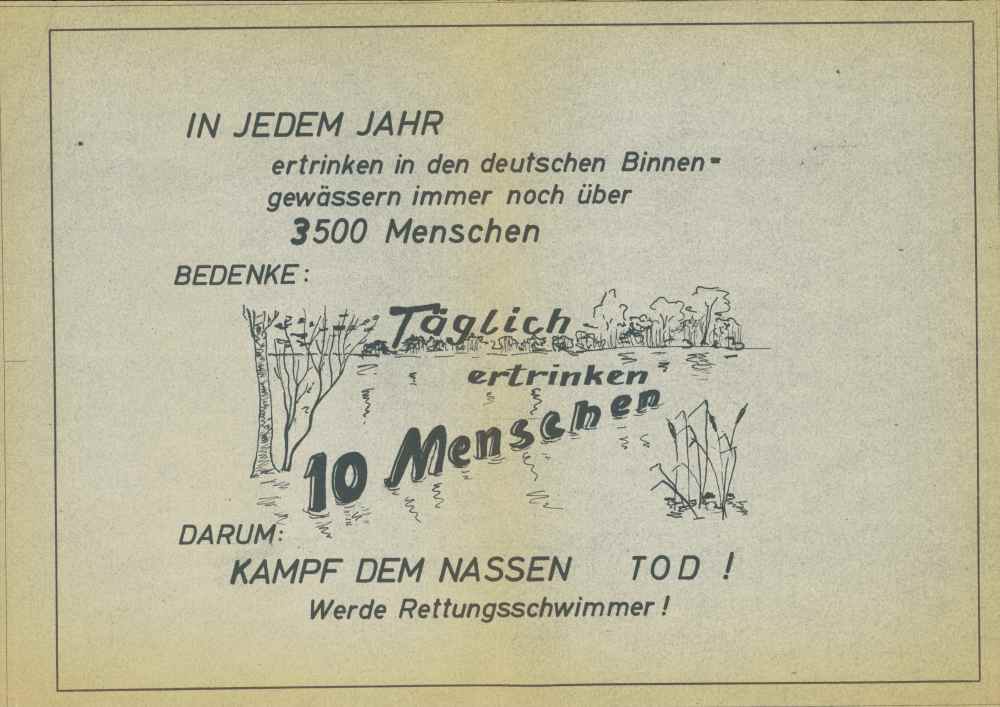 IN JEDEM JAHR
ertrinken in den deutschen Binnen-
gewässern immer noch über
3500 Menschen
BEDENKE:
Täglich
ertrinken
10 Menschen
DARUM:
KAMPF DEM NASSEN TOD !
Werde Rettungsschwimmer !